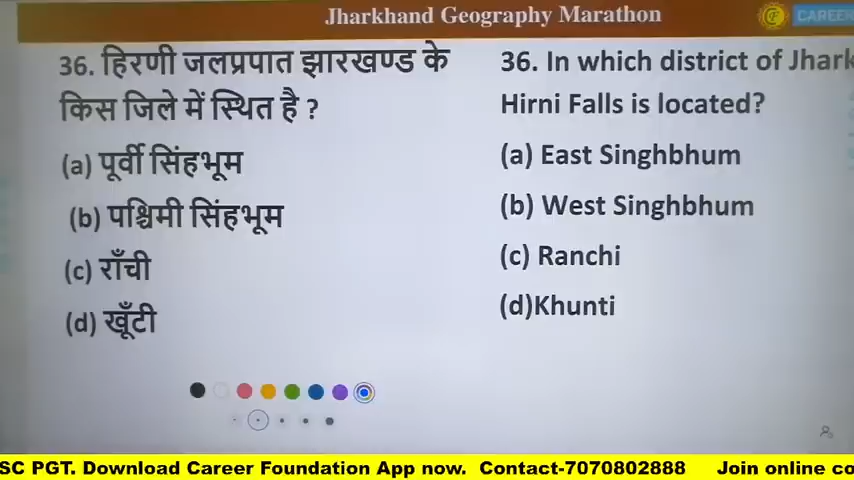 Jharkhand Geography Marathon
CAREER
36. हिरणी जलप्रपात झारखण्ड के
किस जिले में स्थित है ?
(a) पूर्वी सिंहभूम
(b) पश्चिमी सिंहभूम
(c) राँची
(d) खूँटी
36. In which district of Jhark
Hirni Falls is located?
(a) East Singhbhum
(b) West Singhbhum
(c) Ranchi
(d)Khunti
SC PGT. Download Career Foundation App now. Contact-7070802888 Join online co